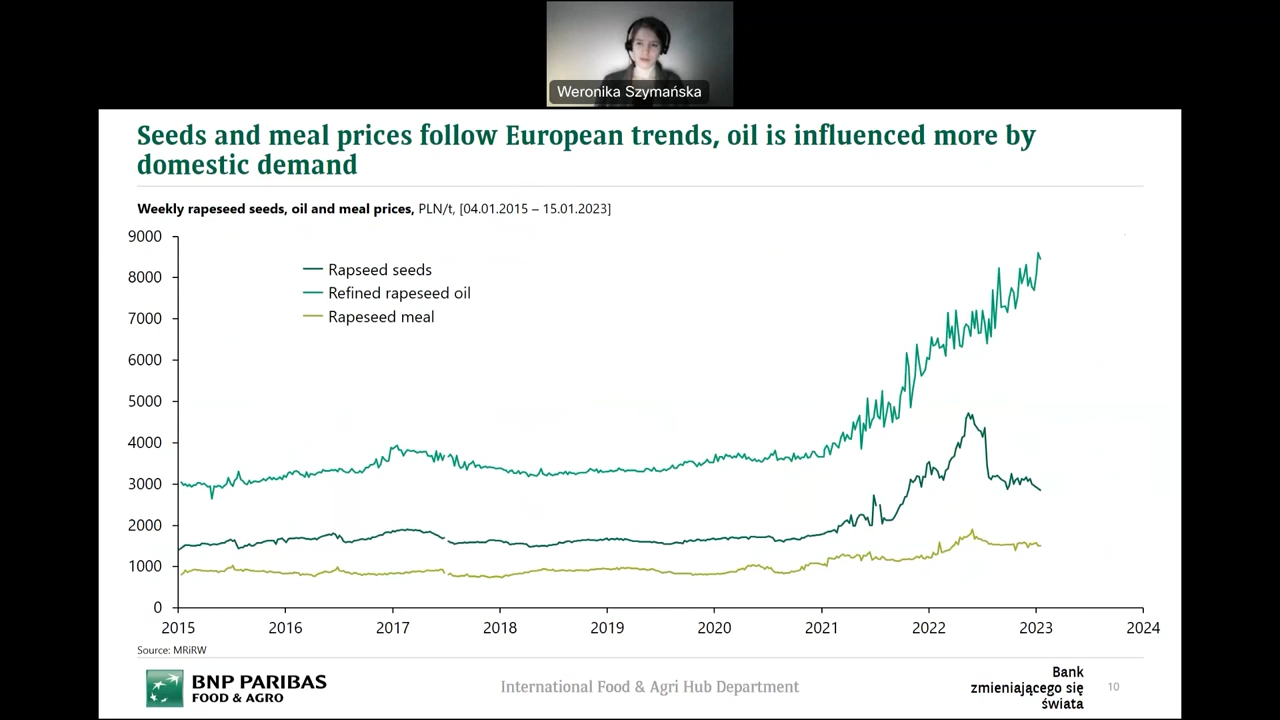 Weronika Szymańska
Seeds and meal prices follow European trends, oil is influenced more by
domestic demand
Weekly rapeseed seeds, oil and meal prices, PLN/t, [04.01.2015 – 15.01.2023]
9000
8000
7000
6000
5000
4000
3000
2000
1000
0
Rapseed seeds
Refined rapeseed oil
Rapeseed meal
2015 2016 2017 2018 2019 2020 2021 2022 2023 2024
Source: MRiRW
BNP PARIBAS
FOOD & AGRO
International Food & Agri Hub Department
Bank
zmieniającego się
świata
10